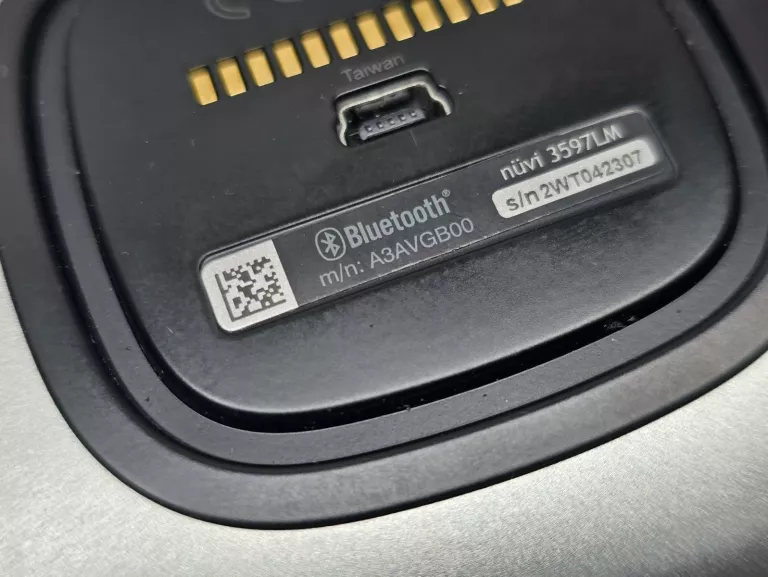 Taiwan
nüvi 3597LM
s/n 2WT042307
Bluetooth®
m/n: A3AVGB00